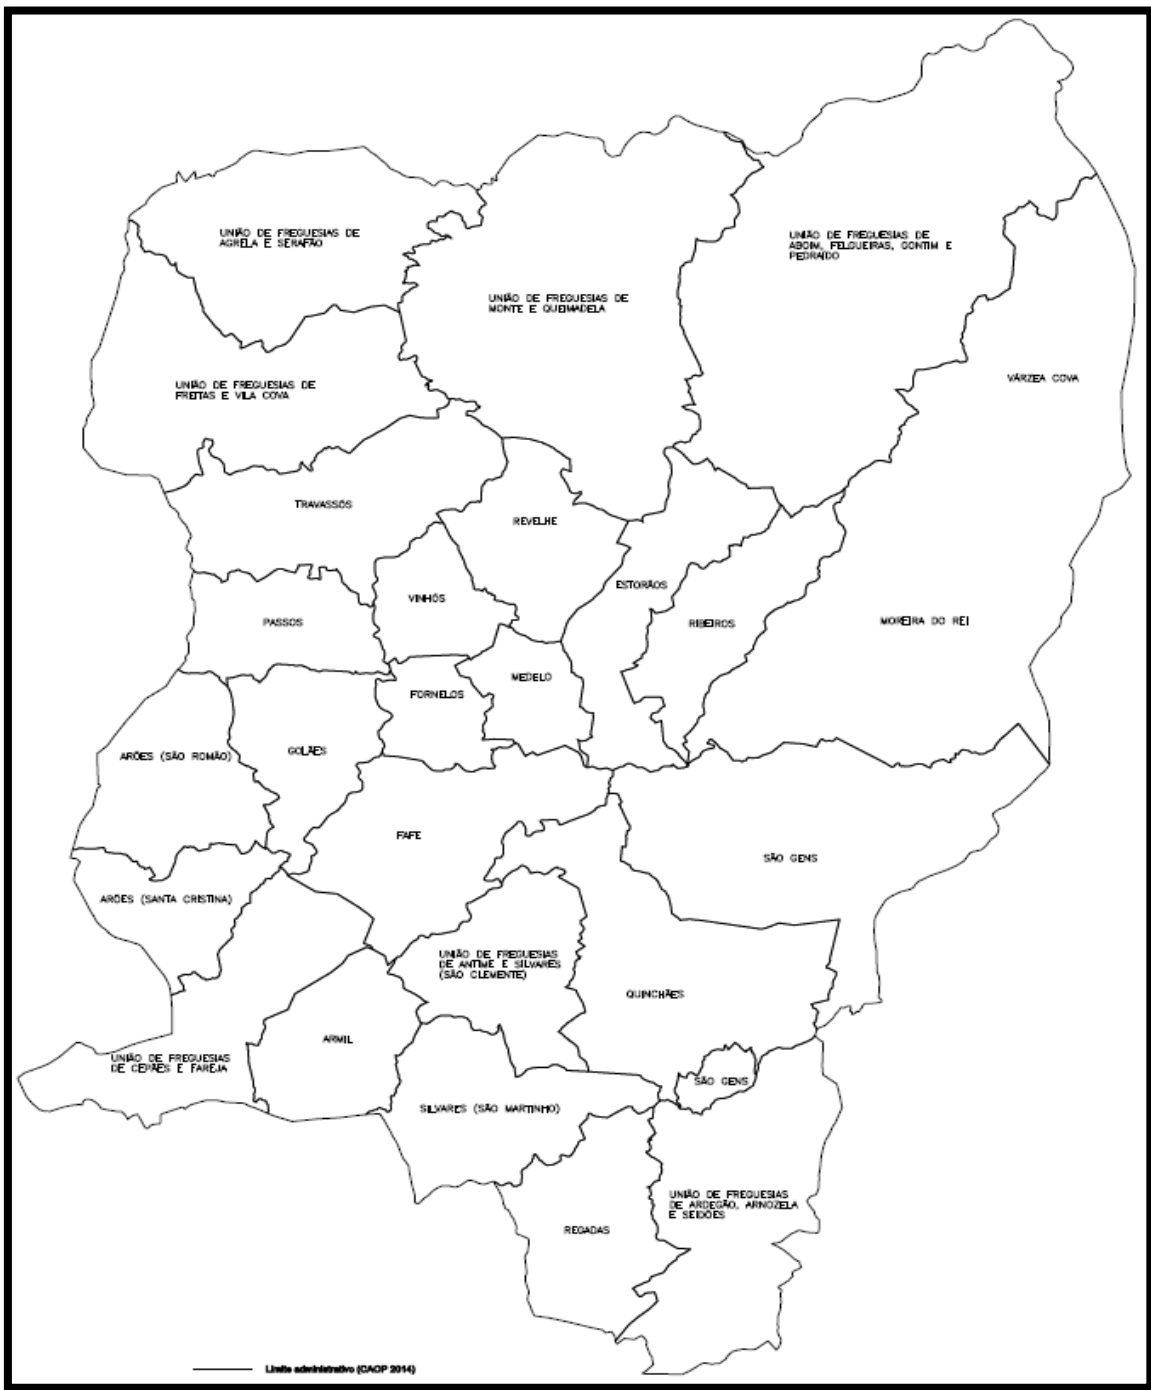 UNIÃO DE FREGUESIAS DE
AGRELA E SERAFÃO
UNIÃO DE FREGUESIAS DE
ABOIM, FELGUEIRAS, GONTIM E
PEDRAÍDO
UNIÃO DE FREGUESIAS DE
MONTE E QUEIMADELA
VÁRZEA COVA
UNIÃO DE FREGUESIAS DE
FREITAS E VILA COVA
TRAVASSÓS
REVELHE
ESTORÃOS
VINHÓS
PASSOS
RIBEIROS
MOREIRA DO REI
MEDELO
FORNELOS
GOLÃES
ARÕES (SÃO ROMÃO)
FAFE
SÃO GENS
ARÕES (SANTA CRISTINA)
UNIÃO DE FREGUESIAS
DE ANTIME E SILVARES
(SÃO CLEMENTE)
QUINCHÃES
ARMIL
UNIÃO DE FREGUESIAS
DE CEPÃES E FAREJA
SÃO GENS
SILVARES (SÃO MARTINHO)
UNIÃO DE FREGUESIAS
DE ARDEGÃO, ARNOZELA
E SEIDÕES
REGADAS
Limite administrativo (CAOP 2014)